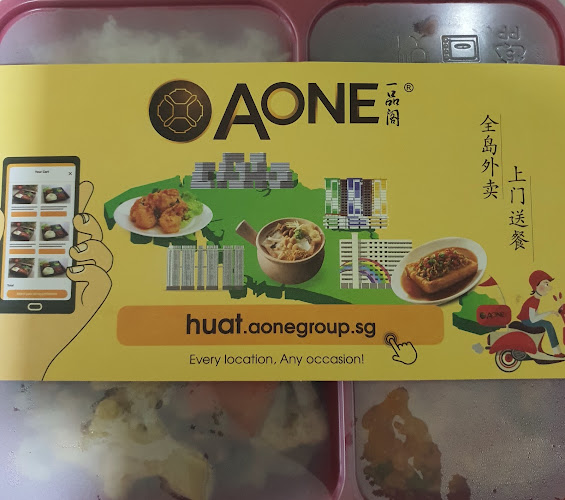 AONE®
一品阁
全岛外卖
上门送餐
huat.aonegroup.sg
Every location, Any occasion!
AONE